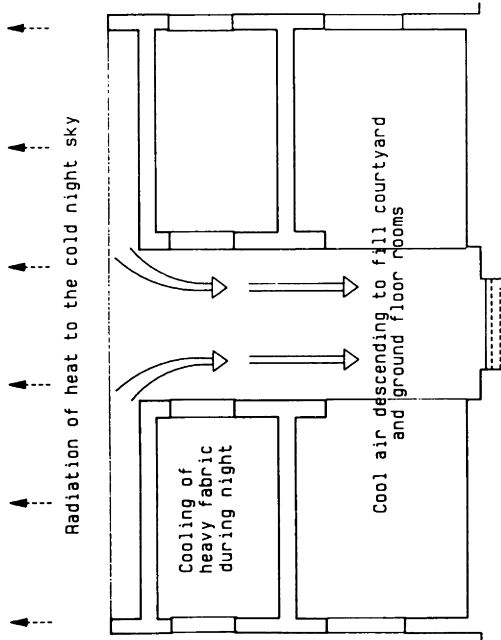 Radiation of heat to the cold night sky
Cooling of
heavy fabric
during night
Cool air descending to fill courtyard
and ground floor rooms